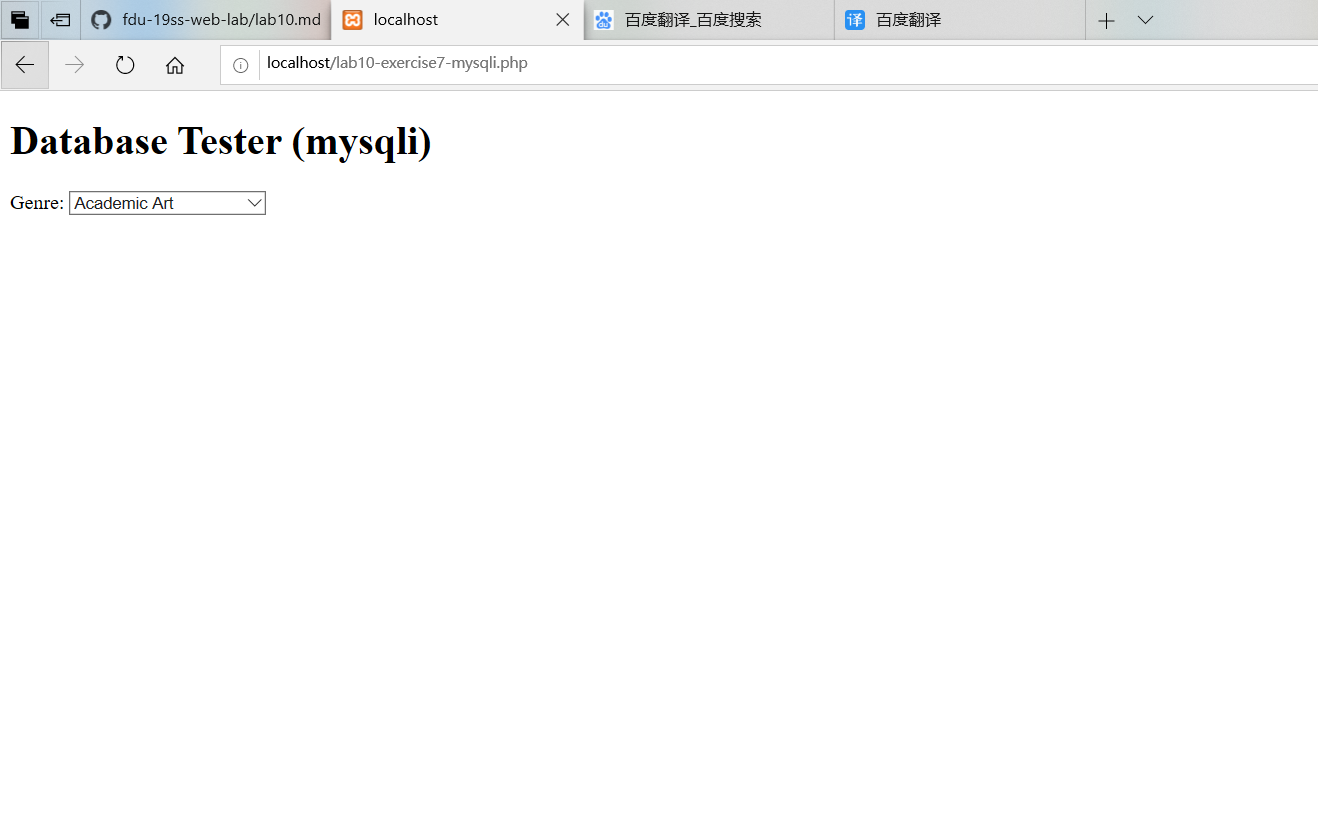 fdu-19ss-web-lab/lab10.md
localhost
百度翻译_百度搜索
百度翻译
localhost/lab10-exercise7-mysqli.php
Database Tester (mysqli)
Genre: Academic Art